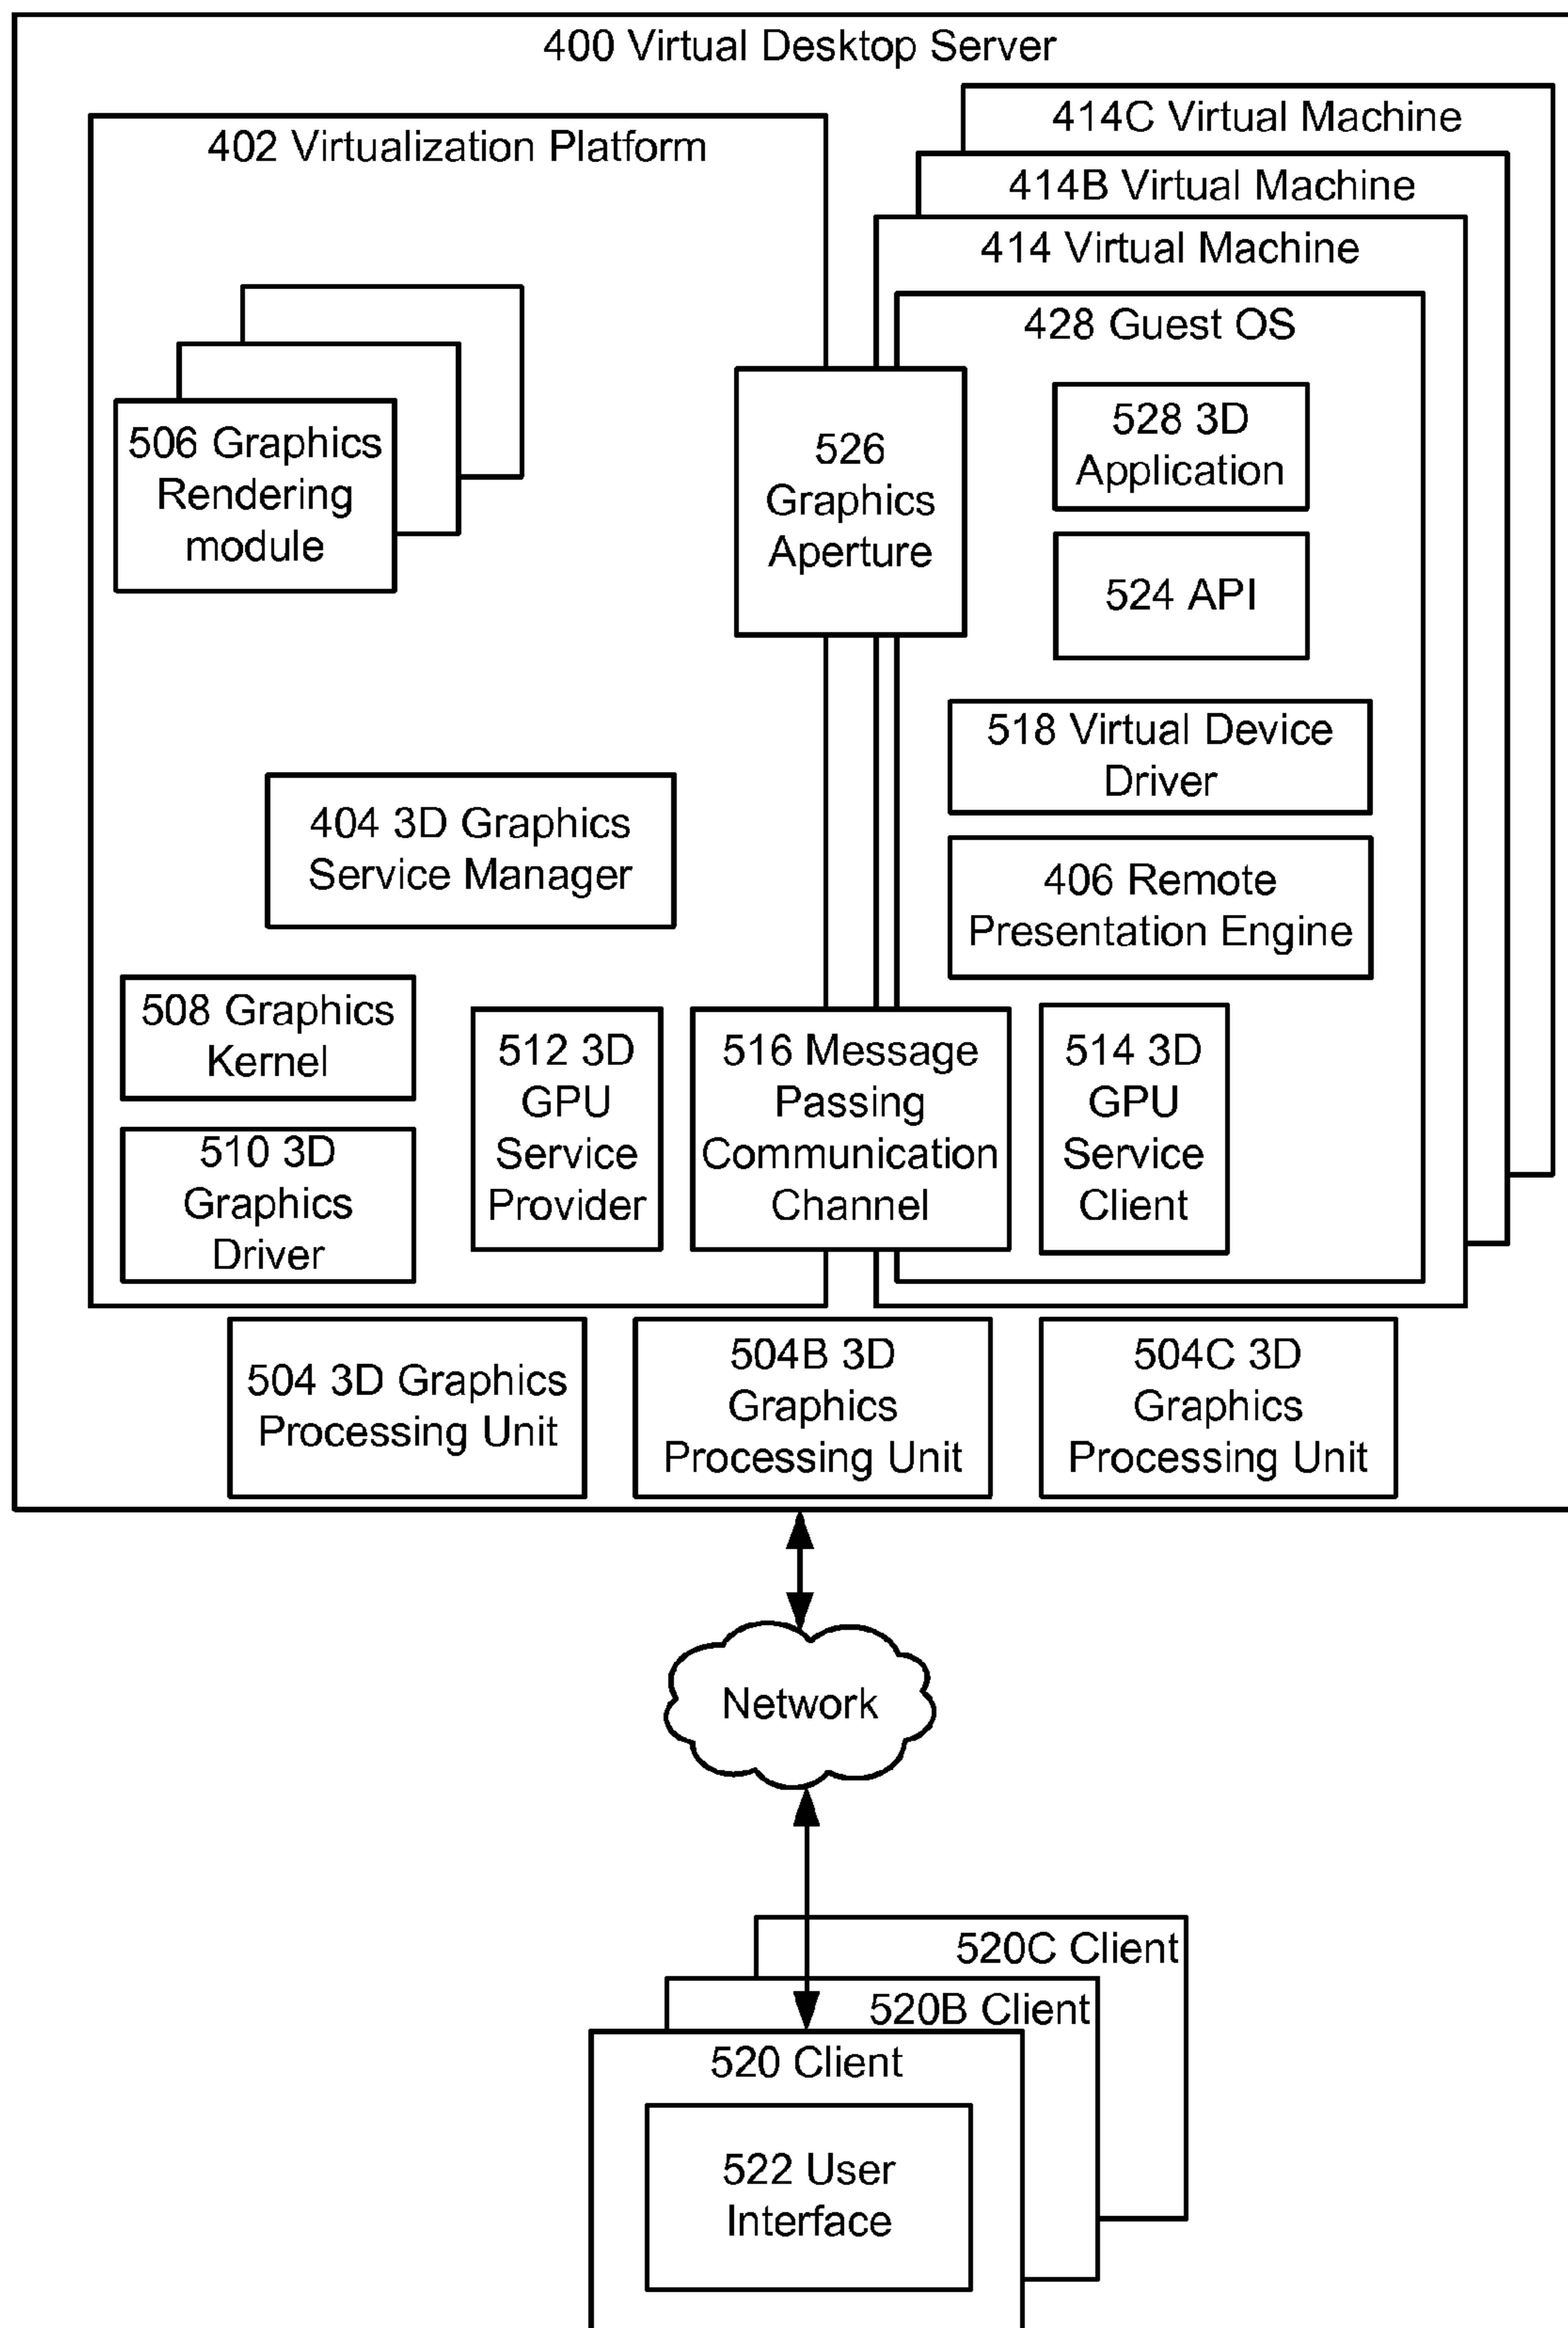 400 Virtual Desktop Server
402 Virtualization Platform
414C Virtual Machine
414B Virtual Machine
414 Virtual Machine
428 Guest OS
506 Graphics
Rendering
module
526
Graphics
Aperture
528 3D
Application
524 API
518 Virtual Device
Driver
404 3D Graphics
Service Manager
406 Remote
Presentation Engine
508 Graphics
Kernel
510 3D
Graphics
Driver
512 3D
GPU
Service
Provider
516 Message
Passing
Communication
Channel
514 3D
GPU
Service
Client
504 3D Graphics
Processing Unit
504B 3D
Graphics
Processing Unit
504C 3D
Graphics
Processing Unit
Network
520C Client
520B Client
520 Client
522 User
Interface